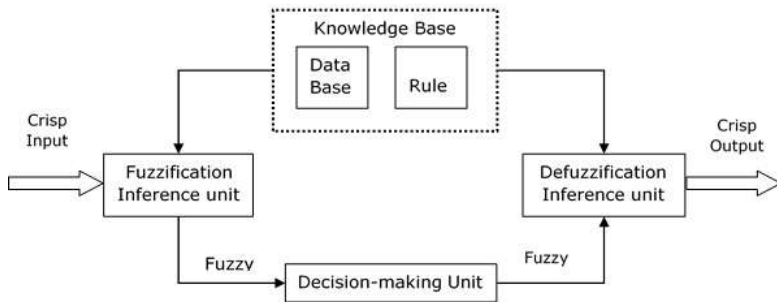 Knowledge Base
Data
Base
Rule
Crisp
Input
Crisp
Output
Fuzzification
Inference unit
Defuzzification
Inference unit
Fuzzy
Decision-making Unit
Fuzzy